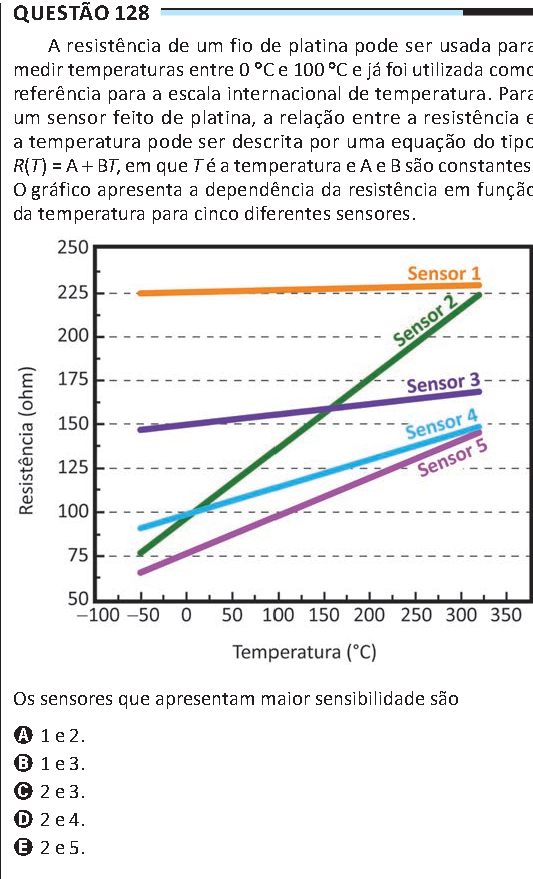 QUESTÃO 128
A resistência de um fio de platina pode ser usada para
medir temperaturas entre 0 °C e 100 °C e já foi utilizada como
referência para a escala internacional de temperatura. Para
um sensor feito de platina, a relação entre a resistência e
a temperatura pode ser descrita por uma equação do tipo
R(T) = A + BT, em que T é a temperatura e A e B são constantes
O gráfico apresenta a dependência da resistência em função
da temperatura para cinco diferentes sensores.
250
225
200
175
150
125
100
75
50
Resistência (ohm)
Sensor 1
Sensor 2
Sensor 3
Sensor 4
Sensor 5
−100 −50 0 50 100 150 200 250 300 350
Temperatura (°C)
Os sensores que apresentam maior sensibilidade são
A 1 e 2.
B 1 e 3.
C 2 e 3.
D 2 e 4.
E 2 e 5.